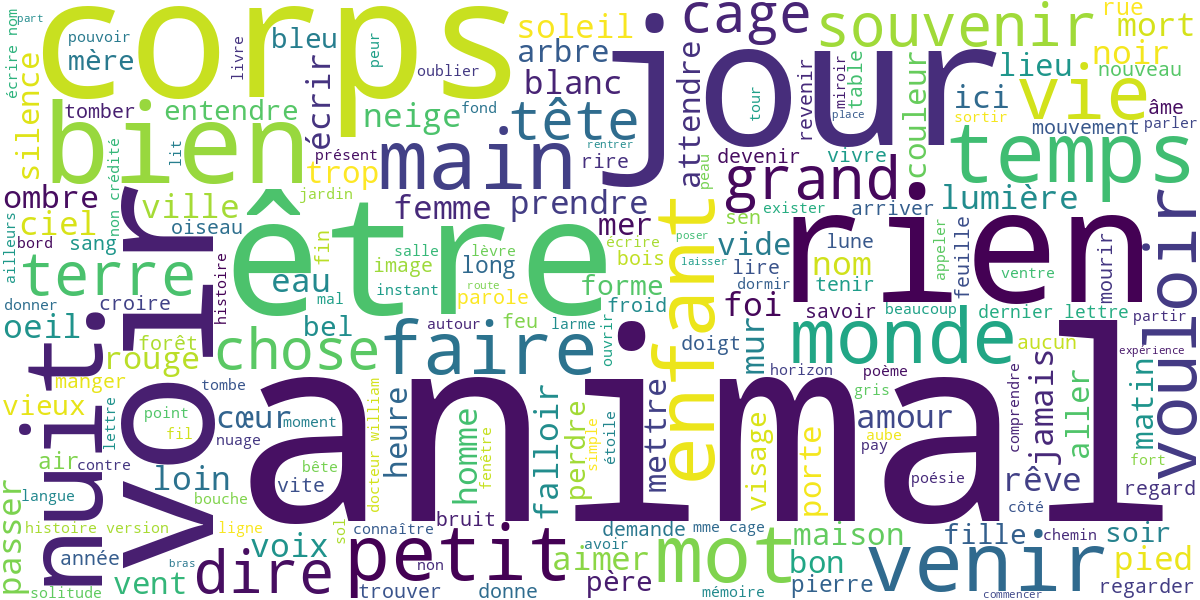 part
corps
pouvoir
mère
bleu
livre
peur
oublier
écrire nom
silence
soleil
arbre
blanc
cage
jour
souvenir
rue
mort
noir
lieu
nouveau
vie
ici
âme
sortir
mouvement
parler
tomber
entendre
écrire
neige
fond
tête
attendre
tour
revenir
miroir
place
table
couleur
temps
bien
non crédité
lit
présent
trop
main
rentrer
rire
peau
devenir
vivre
grand
arriver
lumière
ombre
ciel
ville
oiseau
jardin
femme
prendre
mer
sen
exister
ailleurs
bord
sang
voir
être
fin
salle
lèvre
image
long
instant
mal
parole
route
eau
écrire
bois
poser
laisser
forme
froid
enfant
vide
lire
dormir
lune
nom
tenir
appeler
feuille
rien
ventre
mourir
vouloir
terre
donner
croire
histoire
oeil
bel
autour
feu
larme
ouvrir
foi
savoir
beaucoup
dernier
lettre
partir
nuit
forêt
rouge
chose
faire
doigt
mur
monde
aucun
expérience
manger
tombe
horizon
poème
gris
vieux
lettre
point
fil
cœur
moment
nuage
docteur william
heure
animal
homme
fenêtre
falloir
perdre
simple
étoile
mettre
visage
porte
amour
aube
pay
comprendre
jamais
aller
matin
fort
air
contre
loin
bouche
bête
vite
poésie
rêve
regard
côté
langue
passer
histoire version
ligne
sol
connaître
bruit
demande
mme cage
maison
fille
chemin
soir
année
vent
bras
solitude
dire
voix
petit
avoir
non
trouver
donne
aimer
père
mot
mémoire
bon
pierre
venir
commencer
pied
regarder